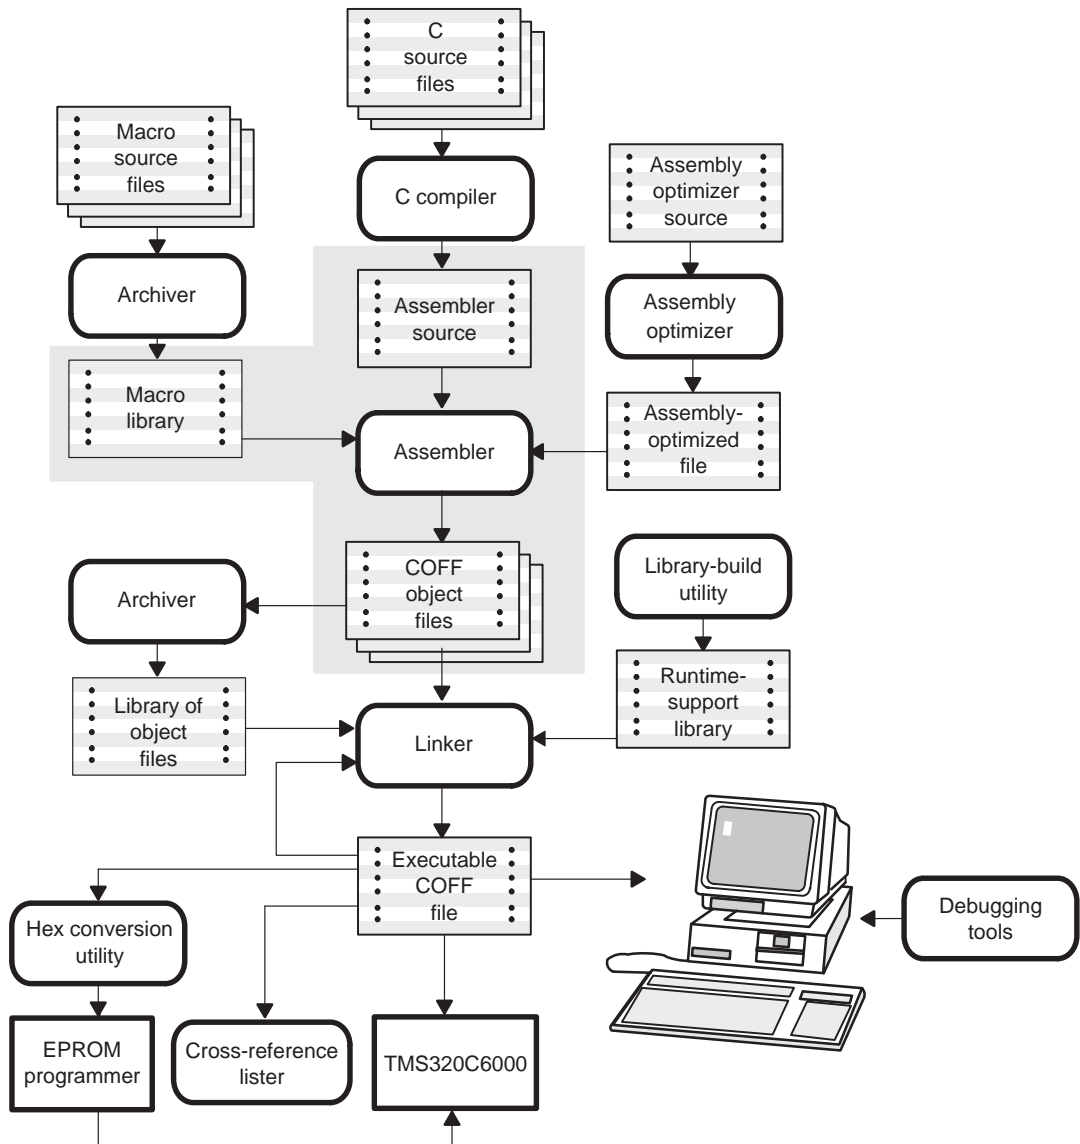 C
source
files
Macro
source
files
C compiler
Assembly
optimizer
source
Archiver
Assembler
source
Assembly
optimizer
Macro
library
Assembler
Assembly-
optimized
file
Archiver
COFF
object
files
Library-build
utility
Library of
object
files
Linker
Runtime-
support
library
Executable
COFF
file
Debugging
tools
Hex conversion
utility
EPROM
programmer
Cross-reference
lister
TMS320C6000